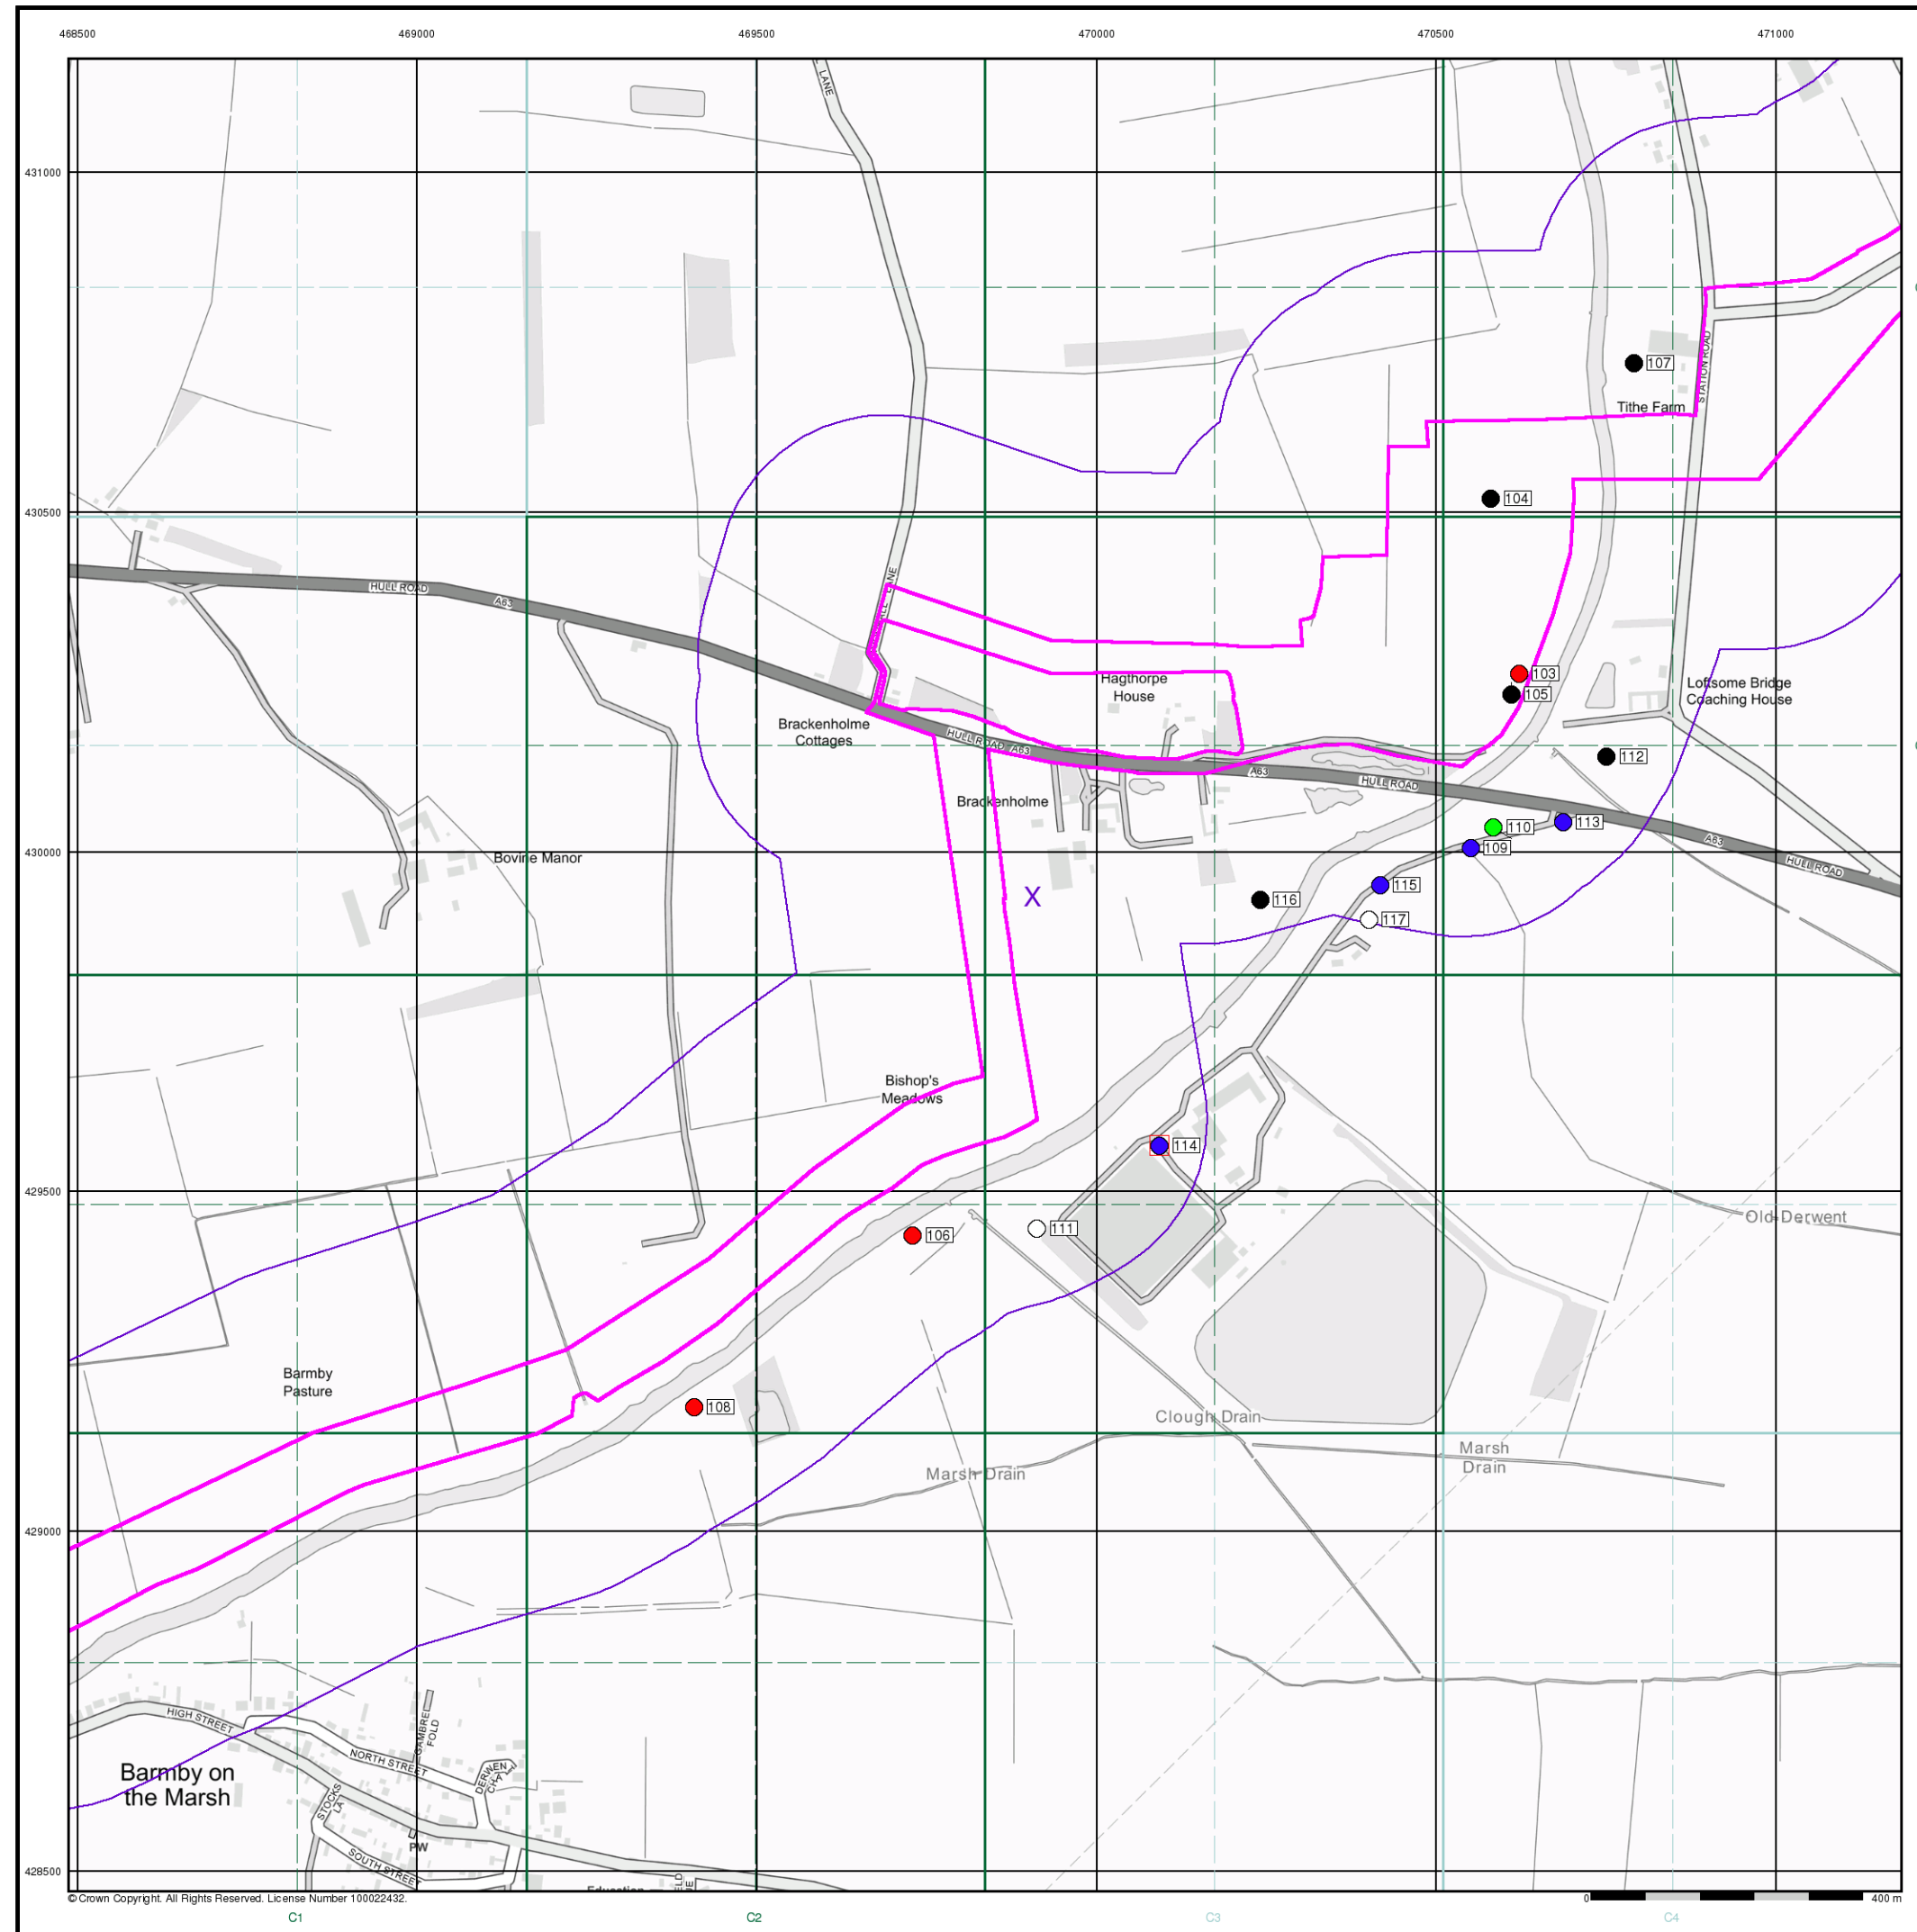 468500
469000
469500
470000
470500
471000
LANE
431000
107
STATION ROAD
Tithe Farm
430500
104
HULL ROAD
A63
LANE
103
105
Hagthorpe
House
Loftsome Bridge
Coaching House
Brackenholme
Cottages
HULL ROAD A63
112
A63
HULL ROAD
Brackenholme
110
113
A63
430000
Bovine Manor
109
HULL ROAD
X
115
116
117
Bishop's
Meadows
114
429500
Old Derwent
106
111
Barmby
Pasture
108
Clough Drain
Marsh Drain
Marsh
Drain
429000
HIGH STREET
GAMBREL
FOLD
NORTH STREET
Barmby on
the Marsh
STOCKS
LA
PW
SOUTH STREET
428500
© Crown Copyright. All Rights Reserved. License Number 100022432.
0
400 m
C1
C2
C3
C4